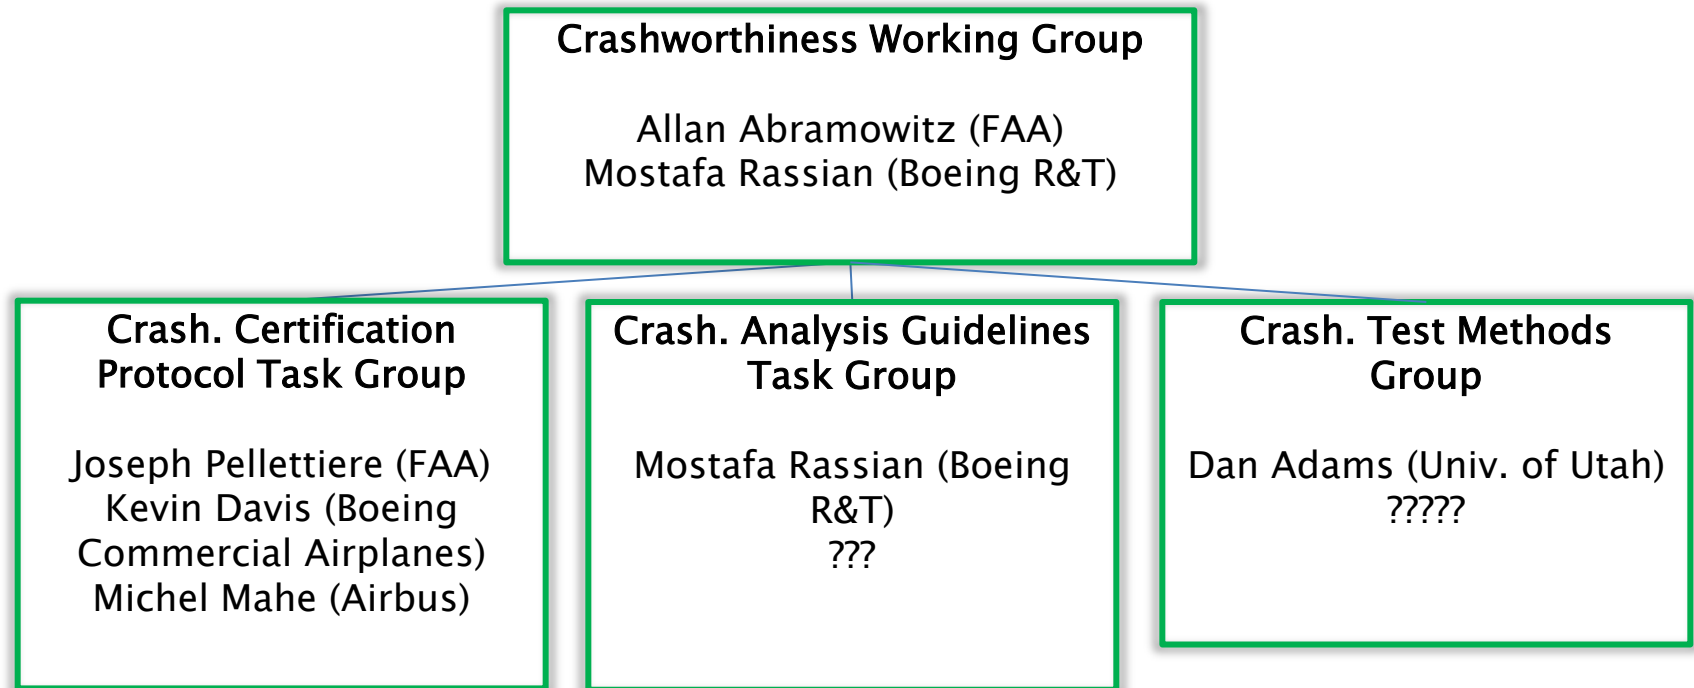 Crashworthiness Working Group
Allan Abramowitz (FAA)
Mostafa Rassian (Boeing R&T)
Crash. Certification
Protocol Task Group
Joseph Pellettiere (FAA)
Kevin Davis (Boeing
Commercial Airplanes)
Michel Mahe (Airbus)
Crash. Analysis Guidelines
Task Group
Mostafa Rassian (Boeing
R&T)
???
Crash. Test Methods
Group
Dan Adams (Univ. of Utah)
?????